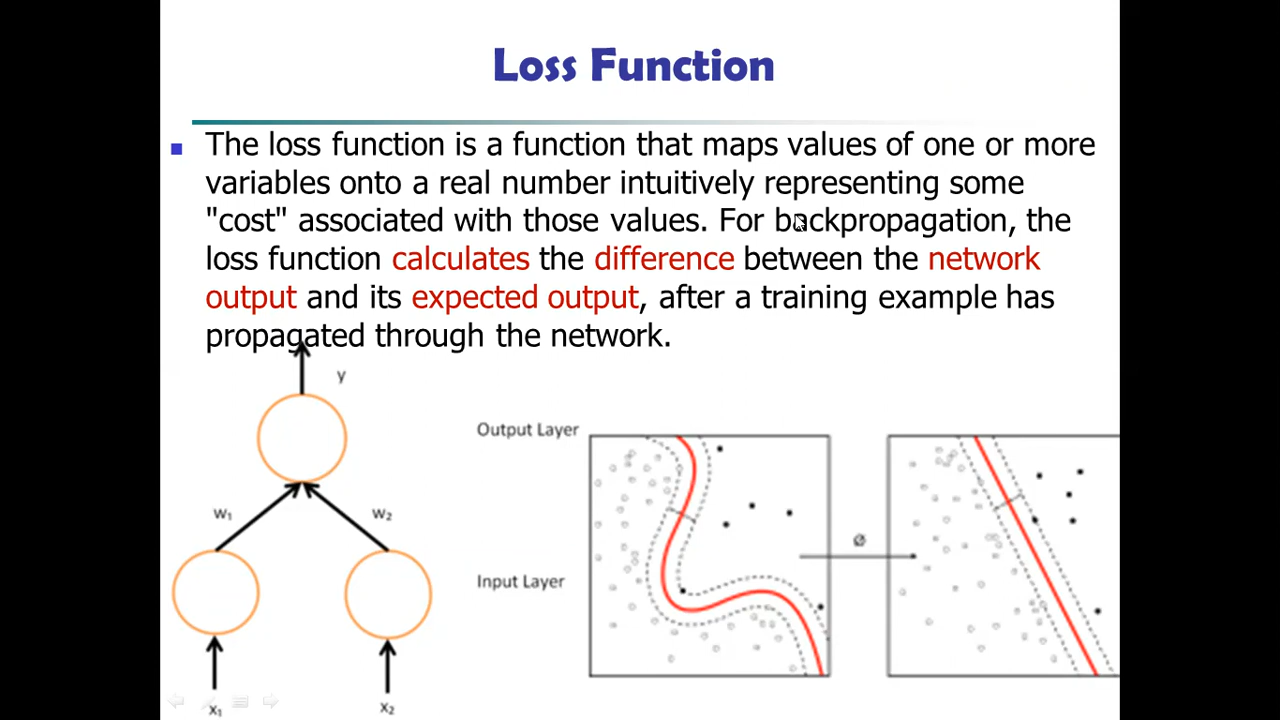 Loss Function
The loss function is a function that maps values of one or more
variables onto a real number intuitively representing some
"cost" associated with those values. For backpropagation, the
loss function calculates the difference between the network
output and its expected output, after a training example has
propagated through the network.
y
Output Layer
w₁
w₂
Ø
Input Layer
x₁
x₂